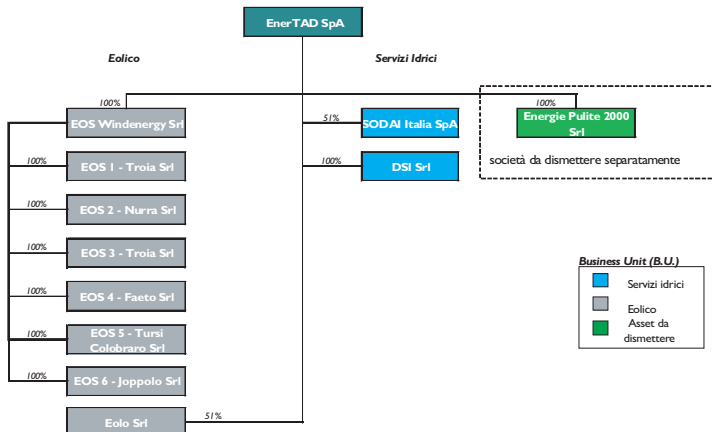 EnerTAD SpA
Eolico
Servizi Idrici
100%
EOS Windenergy Srl
51%
SODAI Italia SpA
100%
Energie Pulite 2000
Srl
100%
EOS 1 - Troia Srl
100%
DSI Srl
società da dismettere separatamente
100%
EOS 2 - Nurra Srl
100%
EOS 3 - Troia Srl
100%
EOS 4 - Faeto Srl
100%
EOS 5 - Tursi
Colobraro Srl
100%
EOS 6 - Joppolo Srl
Eolo Srl
51%
Business Unit (B.U.)
Servizi idrici
Eolico
Asset da
dismettere